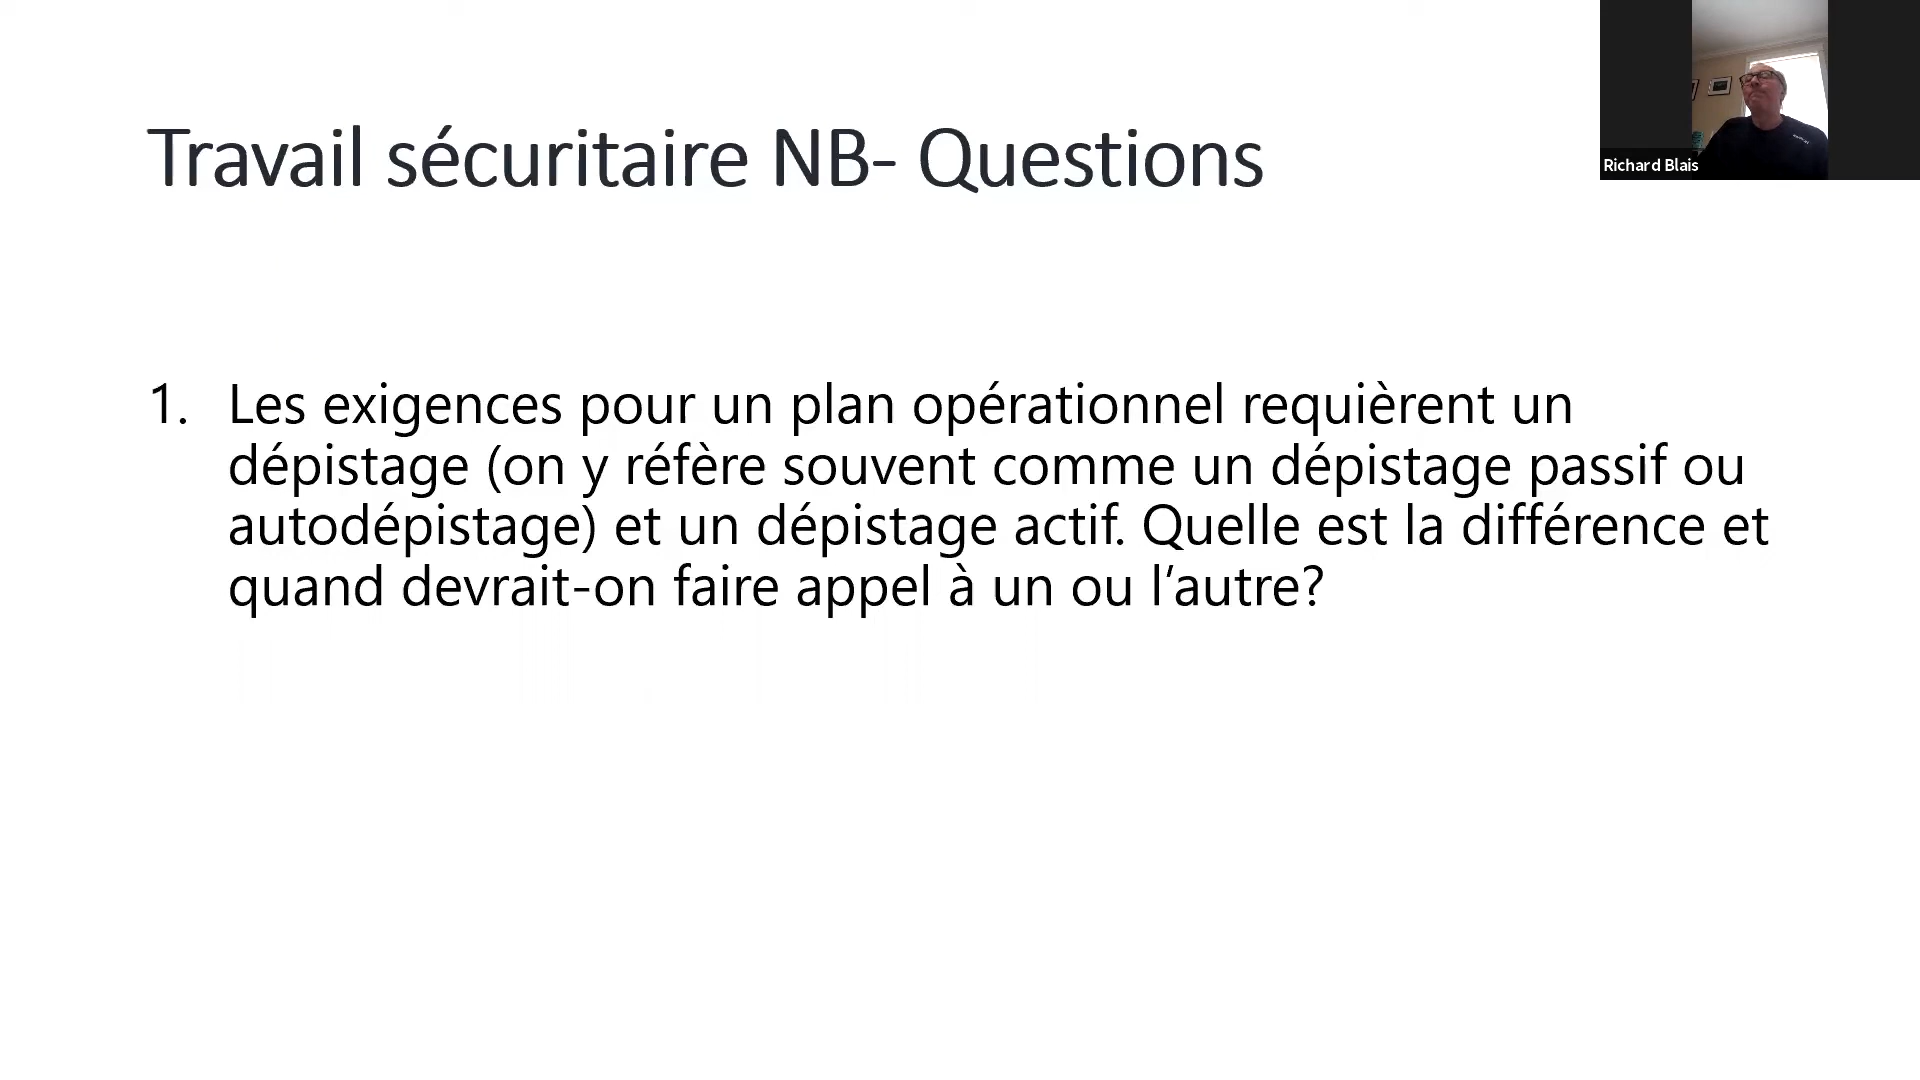 Travail sécuritaire NB- Questions
Richard Blais
1. Les exigences pour un plan opérationnel requièrent un
dépistage (on y réfère souvent comme un dépistage passif ou
autodépistage) et un dépistage actif. Quelle est la différence et
quand devrait-on faire appel à un ou l’autre?